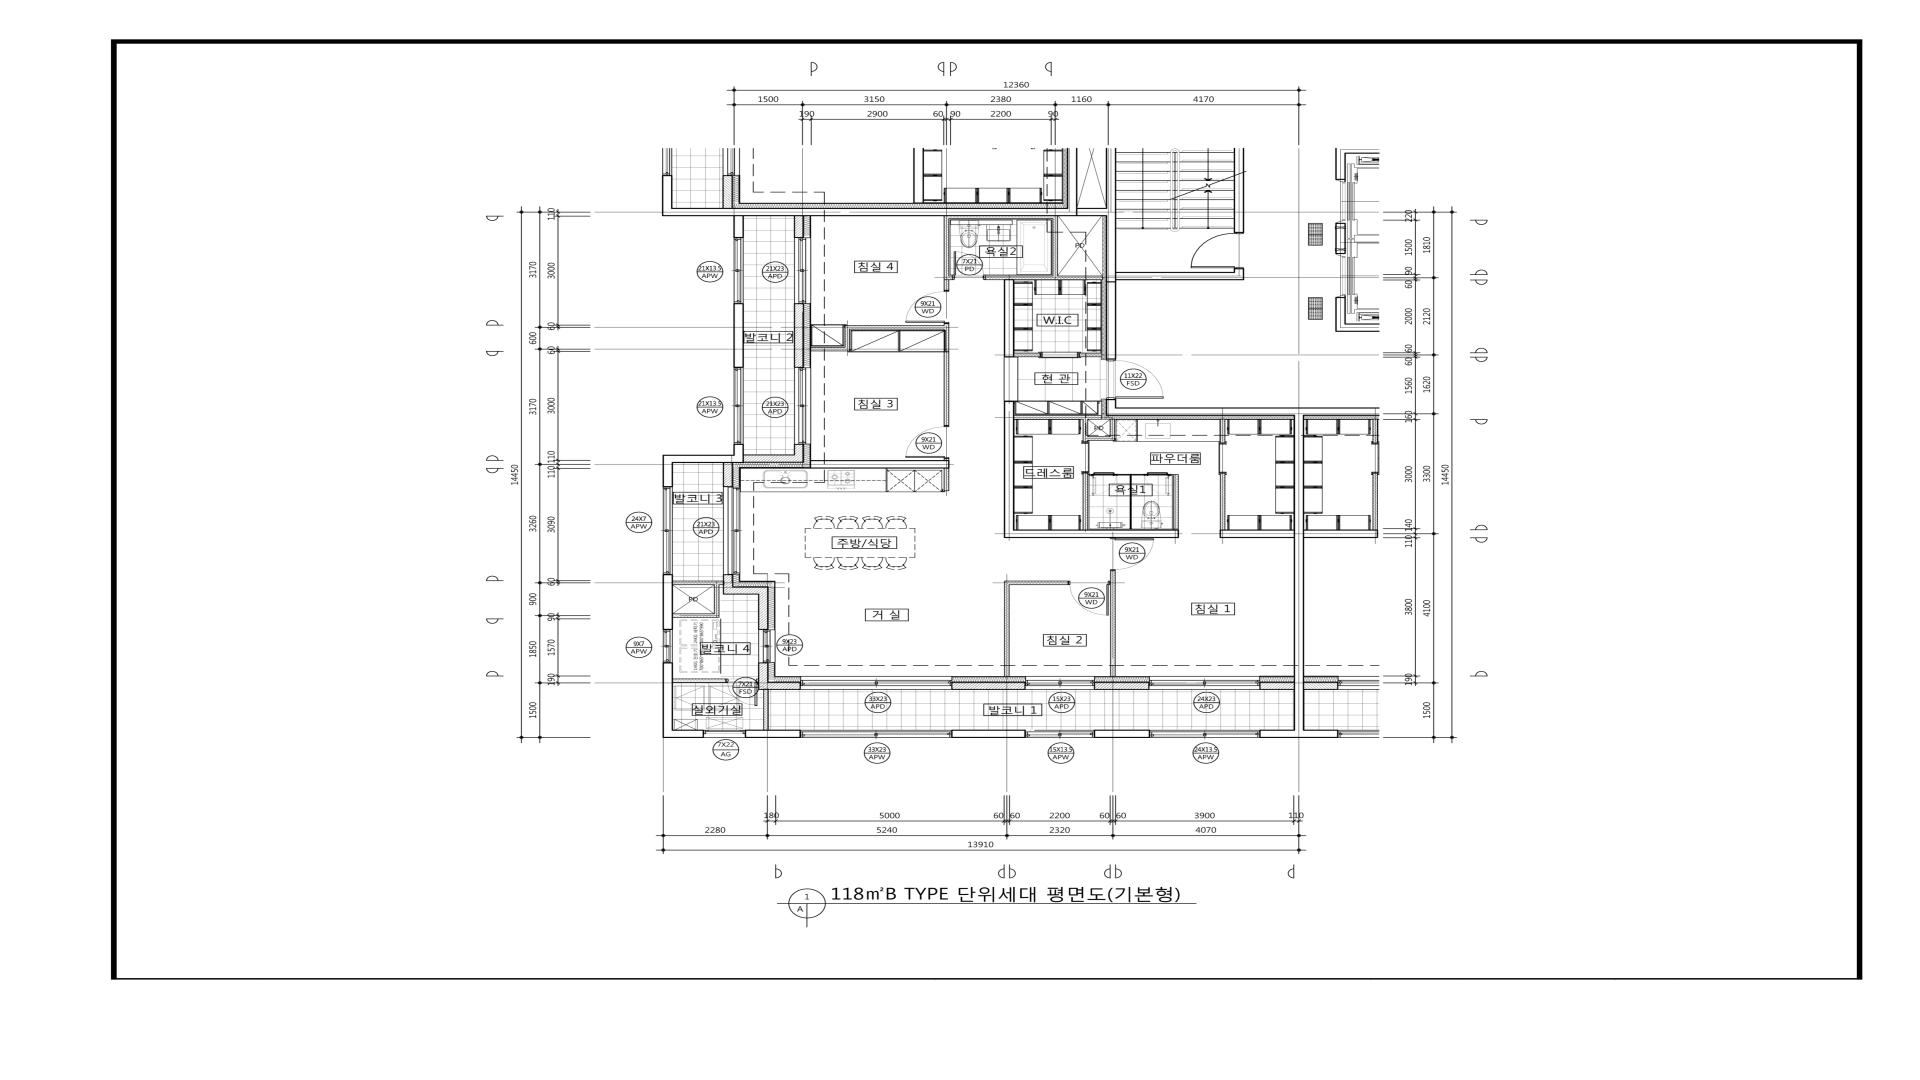 12360
1500 3150 2380 1160 4170
190 2900 60 90 2200 90
110
3170 3000
60
600
60
3170 3000
110
110
14450
3260 3090
60
900
90
1850 1570
190
1500
220
1500 1810
90
60
2000 2120
60
60
1560 1620
160
3000 3300
14450
140
110
3800 4100
190
1500
욕실2
PD
7X21
PD
침실 4
21X13.5
APW
21X23
APD
9X21
WD
W.I.C
발코니 2
현 관
11X22
FSD
침실 3
21X13.5
APW
21X23
APD
9X21
WD
PD
파우더룸
드레스룸
욕실1
발코니 3
24X7
APW
21X23
APD
주방/식당
9X21
WD
PD
9X21
WD
거 실
침실 1
침실 2
9X7
APW
발코니 4
9X23
APD
7X21
FSD
실외기실
33X23
APD
발코니 1
15X23
APD
24X23
APD
7X22
AG
33X23
APW
15X13.5
APW
24X13.5
APW
180 5000 60 60 2200 60 60 3900 110
2280 5240 2320 4070
13910
1
A
118㎡B TYPE 단위세대 평면도(기본형)